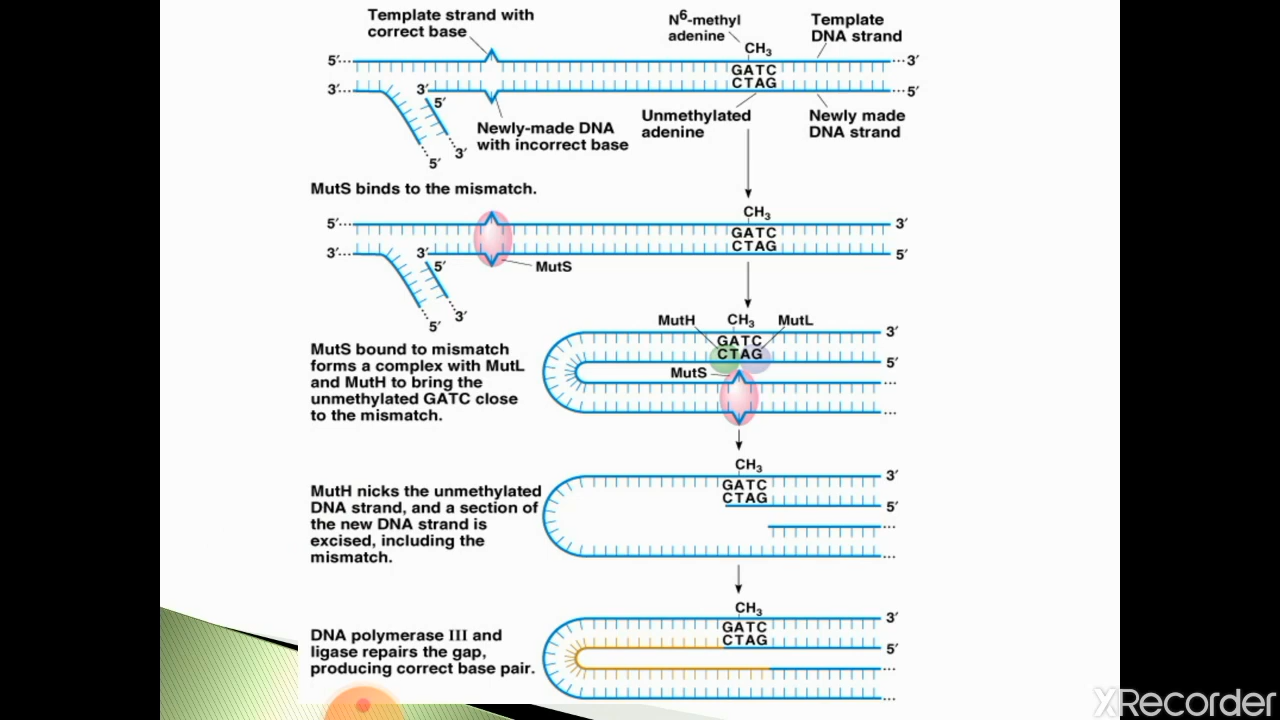 Template strand with
correct base
N⁶-methyl
adenine
CH₃
Template
DNA strand
5′
3′
GATC
CTAG
3′
3′
5′
5′
5′
3′
Newly-made DNA
with incorrect base
Unmethylated
adenine
Newly made
DNA strand
MutS binds to the mismatch.
CH₃
5′
3′
GATC
CTAG
3′
3′
5′
5′
MutS
5′
3′
MutH
CH₃
MutL
3′
GATC
CTAG
5′
MutS
MutS bound to mismatch
forms a complex with MutL
and MutH to bring the
unmethylated GATC close
to the mismatch.
CH₃
3′
GATC
CTAG
5′
MutH nicks the unmethylated
DNA strand, and a section of
the new DNA strand is
excised, including the
mismatch.
CH₃
3′
GATC
CTAG
5′
DNA polymerase III and
ligase repairs the gap,
producing correct base pair.
XRecorder